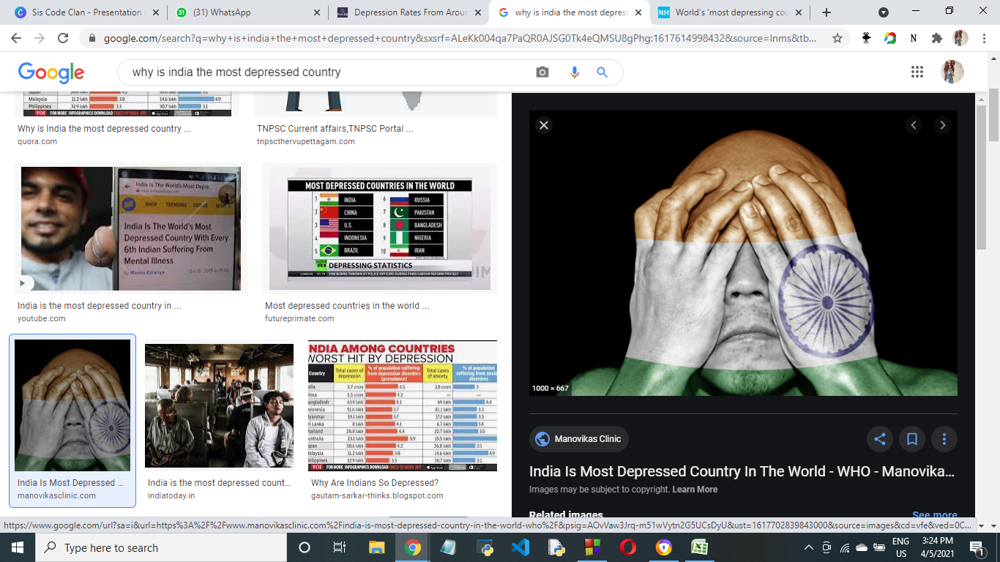 Sis Code Clan - Presentation (
(31) WhatsApp
Depression Rates From Aroun
why is india the most depress
World's 'most depressing cou
google.com/search?q=why+is+india+the+most+depressed+country&sxsrf=ALeKk004qa7PaQR0AJSG0Tk4eQMSU8gPhg:1617614998432&source=lnms&tb...
Google
why is india the most depressed country
Malaysia 11.2 lakh 3.8 14.6 lakh 4.9
Philippines 32.9 lakh 3.3 30.7 lakh 3.1
TOI FOR MORE INFOGRAPHICS DOWNLOAD TIMES OF INDIA APP
Why is India the most depressed country ...
quora.com
TNPSC Current affairs,TNPSC Portal ...
tnpscthervupettagam.com
India Is The World's Most Depre...
SHOP TRENDING VIDEOS
India Is The World's Most
Depressed Country With Every
6th Indian Suffering From
Mental Illness
Oct 10, 2018
India is the most depressed country in ...
youtube.com
MOST DEPRESSED COUNTRIES IN THE WORLD
1 INDIA 6 RUSSIA
2 CHINA 7 PAKISTAN
3 U.S. 8 BANGLADESH
4 INDONESIA 9 NIGERIA
5 BRAZIL 10 IRAN
RT DEPRESSING STATISTICS
LONDON FIRE BOMBS THROWN AT POLICE OFFICERS DURING PARIS LABOUR REFORM PROTEST
Most depressed countries in the world ...
futureprimate.com
India Is Most Depressed ...
manovikasclinic.com
India is the most depressed count...
indiatoday.in
NDIA AMONG COUNTRIES
WORST HIT BY DEPRESSION
Country Total cases of depression % of population suffering from depression disorders (prevalence) Total cases of anxiety % of population suffering from anxie disorders
dia 5.7 crore 4.5 3.8 crore 3
hina 5.5 crore 4.2 — —
angladesh 63.9 lakh 4.1 69 lakh 4.4
donesia 91.6 lakh 3.7 81.1 lakh 3.3
yanmar 19.1 lakh 3.7 17.2 lakh 3.3
ri Lanka 8 lakh 4.1 6.7 lakh 3.4
hailand 28.8 lakh 4.4 22.7 lakh 3.5
ustralia 13.1 lakh 5.9 15.5 lakh
apan 50.6 lakh 4.2 36.8 lakh 3.1
alaysia 11.2 lakh 3.8 14.6 lakh 4.9
hilippines 32.9 lakh 3.3 30.7 lakh 3.1
TOI FOR MORE INFOGRAPHICS DOWNLOAD TIMES OF INDIA APP
Why Are Indians So Depressed?
gautam-sarkar-thinks.blogspot.com
1000 × 667
Manovikas Clinic
India Is Most Depressed Country In The World - WHO - Manovika...
Images may be subject to copyright. Learn More
Related images
See more
https://www.google.com/url?sa=i&url=https%3A%2F%2Fwww.manovikasclinic.com%2Findia-is-most-depressed-country-in-the-world-who%2F&psig=AOvVaw3Jrq-m51wVytn2G5UCsDyU&ust=1617702839843000&source=images&cd=vfe&ved=0C...
Type here to search
ENG
US
3:24 PM
4/5/2021
1